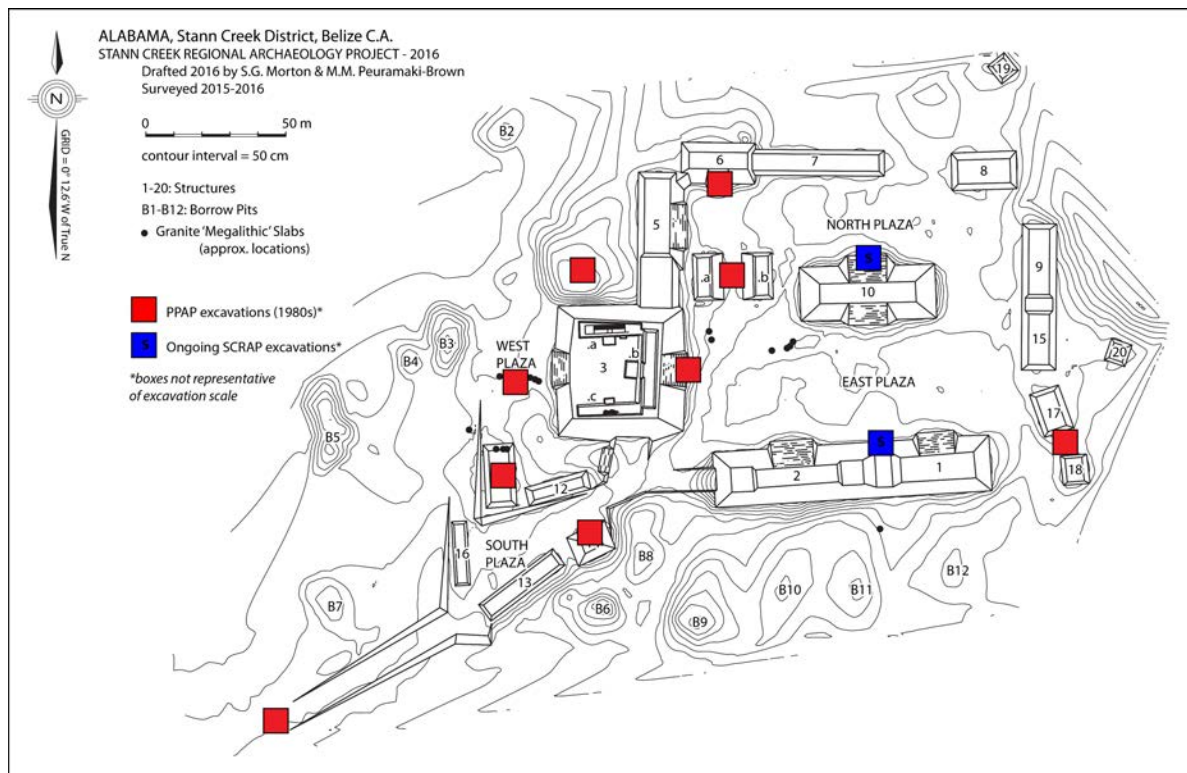 ALABAMA, Stann Creek District, Belize C.A.
STANN CREEK REGIONAL ARCHAEOLOGY PROJECT - 2016
Drafted 2016 by S.G. Morton & M.M. Peuramaki-Brown
Surveyed 2015-2016
N
GRID = 0° 12.6'W of True N
0 50 m
contour interval = 50 cm
1-20: Structures
B1-B12: Borrow Pits
Granite 'Megalithic' Slabs
(approx. locations)
PPAP excavations (1980s)*
S Ongoing SCRAP excavations*
*boxes not representative
of excavation scale
19
B2
6
7
8
5
NORTH PLAZA
S
.a
.b
9
10
B3
B4
WEST
PLAZA
.a
.b
3
.c
15
20
EAST PLAZA
17
B5
S
18
2
1
12
16
SOUTH
PLAZA
13
B8
B7
B6
B9
B10
B11
B12